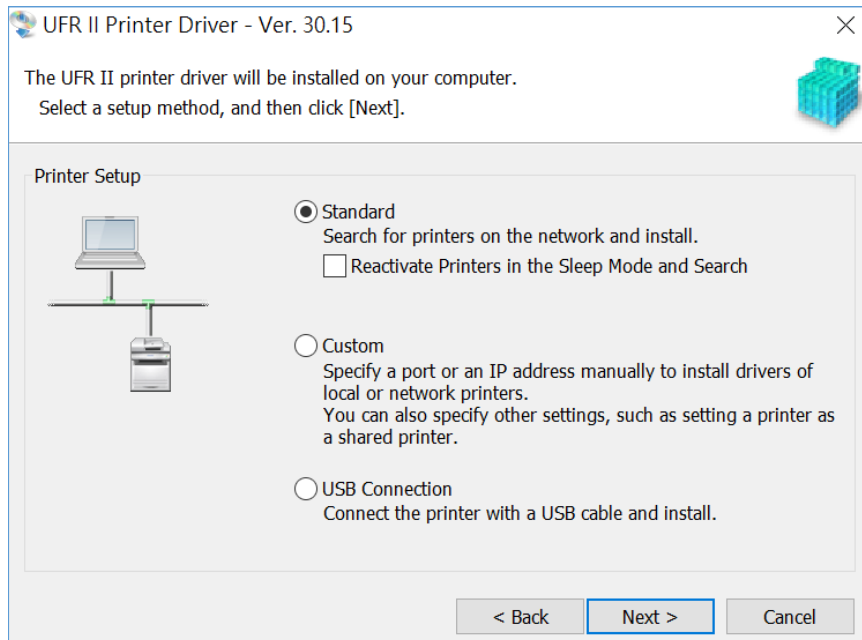 UFR II Printer Driver - Ver. 30.15
The UFR II printer driver will be installed on your computer.
Select a setup method, and then click [Next].
Printer Setup
Standard
Search for printers on the network and install.
Reactivate Printers in the Sleep Mode and Search
Custom
Specify a port or an IP address manually to install drivers of
local or network printers.
You can also specify other settings, such as setting a printer as
a shared printer.
USB Connection
Connect the printer with a USB cable and install.
< Back
Next >
Cancel